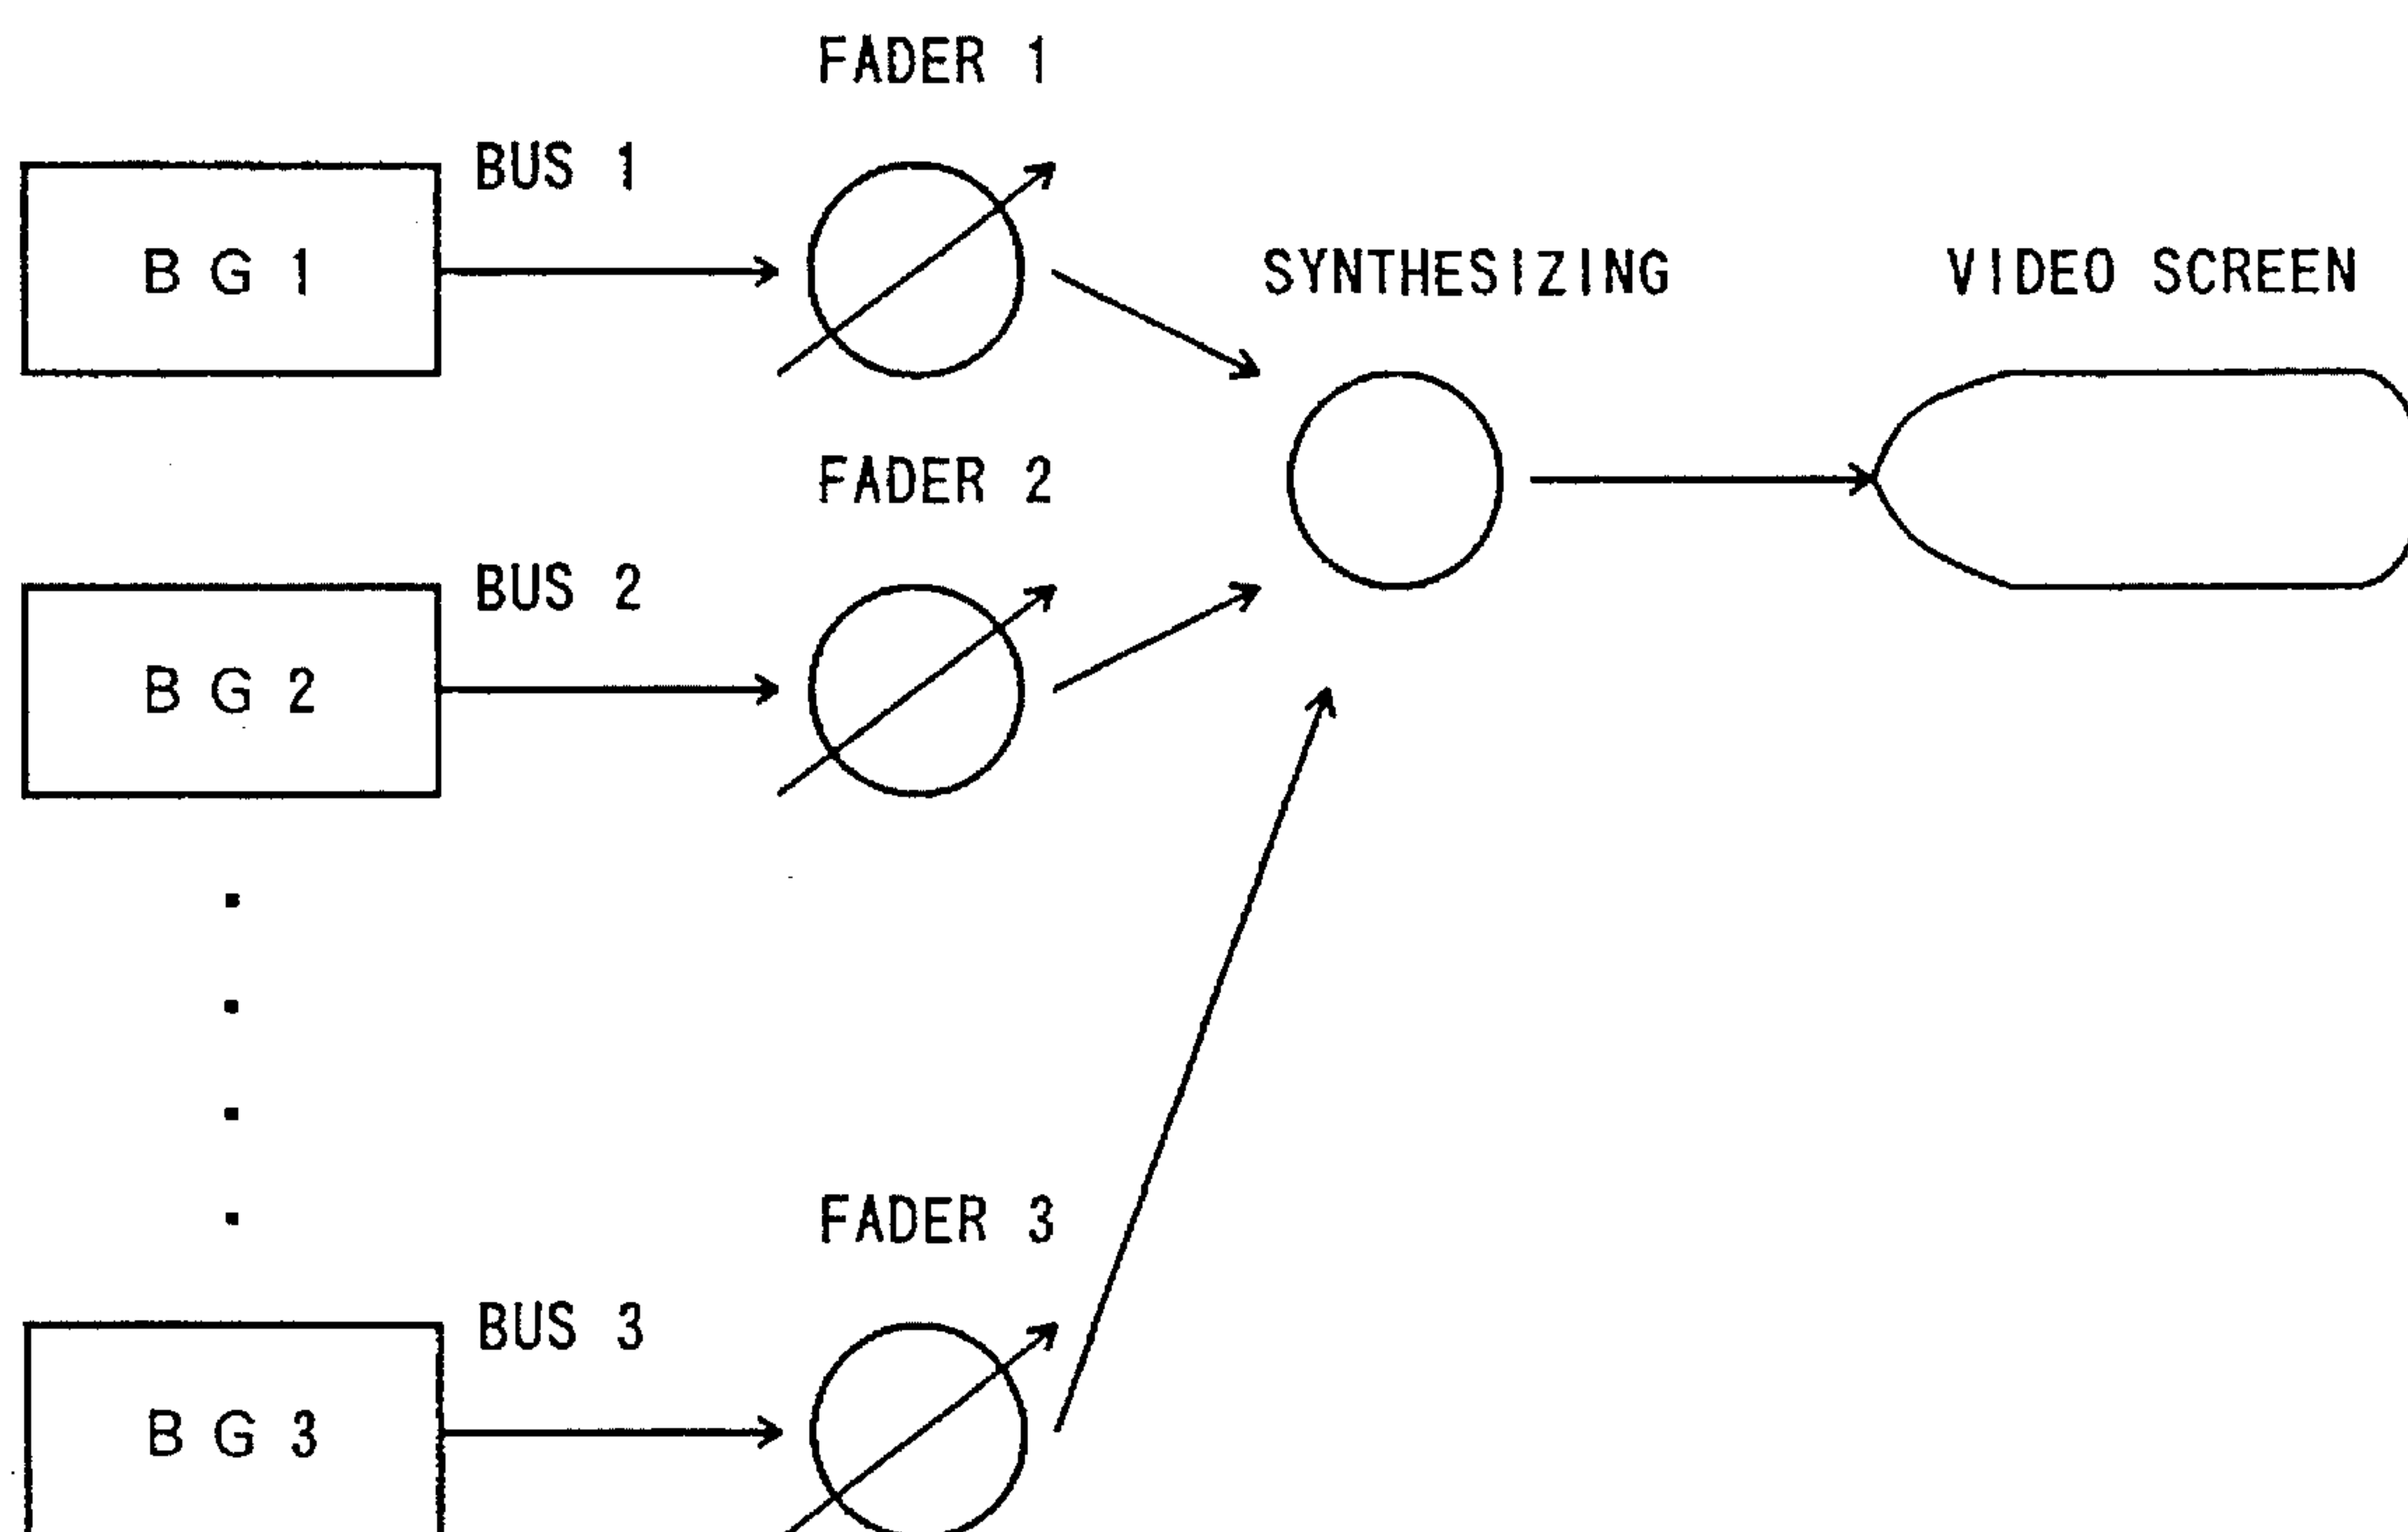 FADER 1
BUS 1
B G 1
SYNTHESIZING
VIDEO SCREEN
FADER 2
BUS 2
B G 2
FADER 3
BUS 3
B G 3